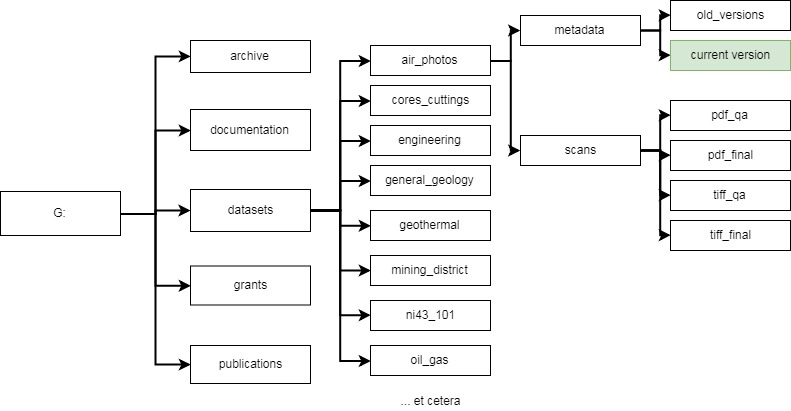 G:
archive
documentation
datasets
grants
publications
air_photos
cores_cuttings
engineering
general_geology
geothermal
mining_district
ni43_101
oil_gas
... et cetera
metadata
scans
old_versions
current version
pdf_qa
pdf_final
tiff_qa
tiff_final